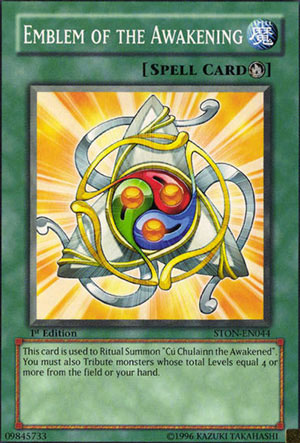 EMBLEM OF THE AWAKENING 魔
[SPELL CARD]
1st Edition STON-EN044
This card is used to Ritual Summon "Cú Chulainn the Awakened".
You must also Tribute monsters whose total Levels equal 4 or
more from the field or your hand.
09845733 ©1996 KAZUKI TAKAHASHI